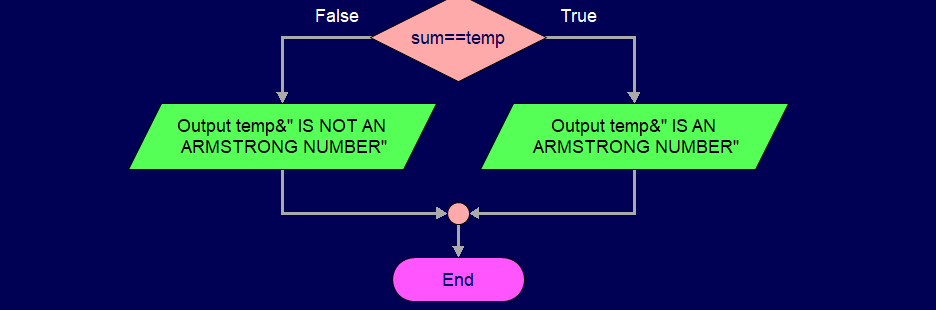 False
True
sum==temp
Output temp&" IS NOT AN
ARMSTRONG NUMBER"
Output temp&" IS AN
ARMSTRONG NUMBER"
End